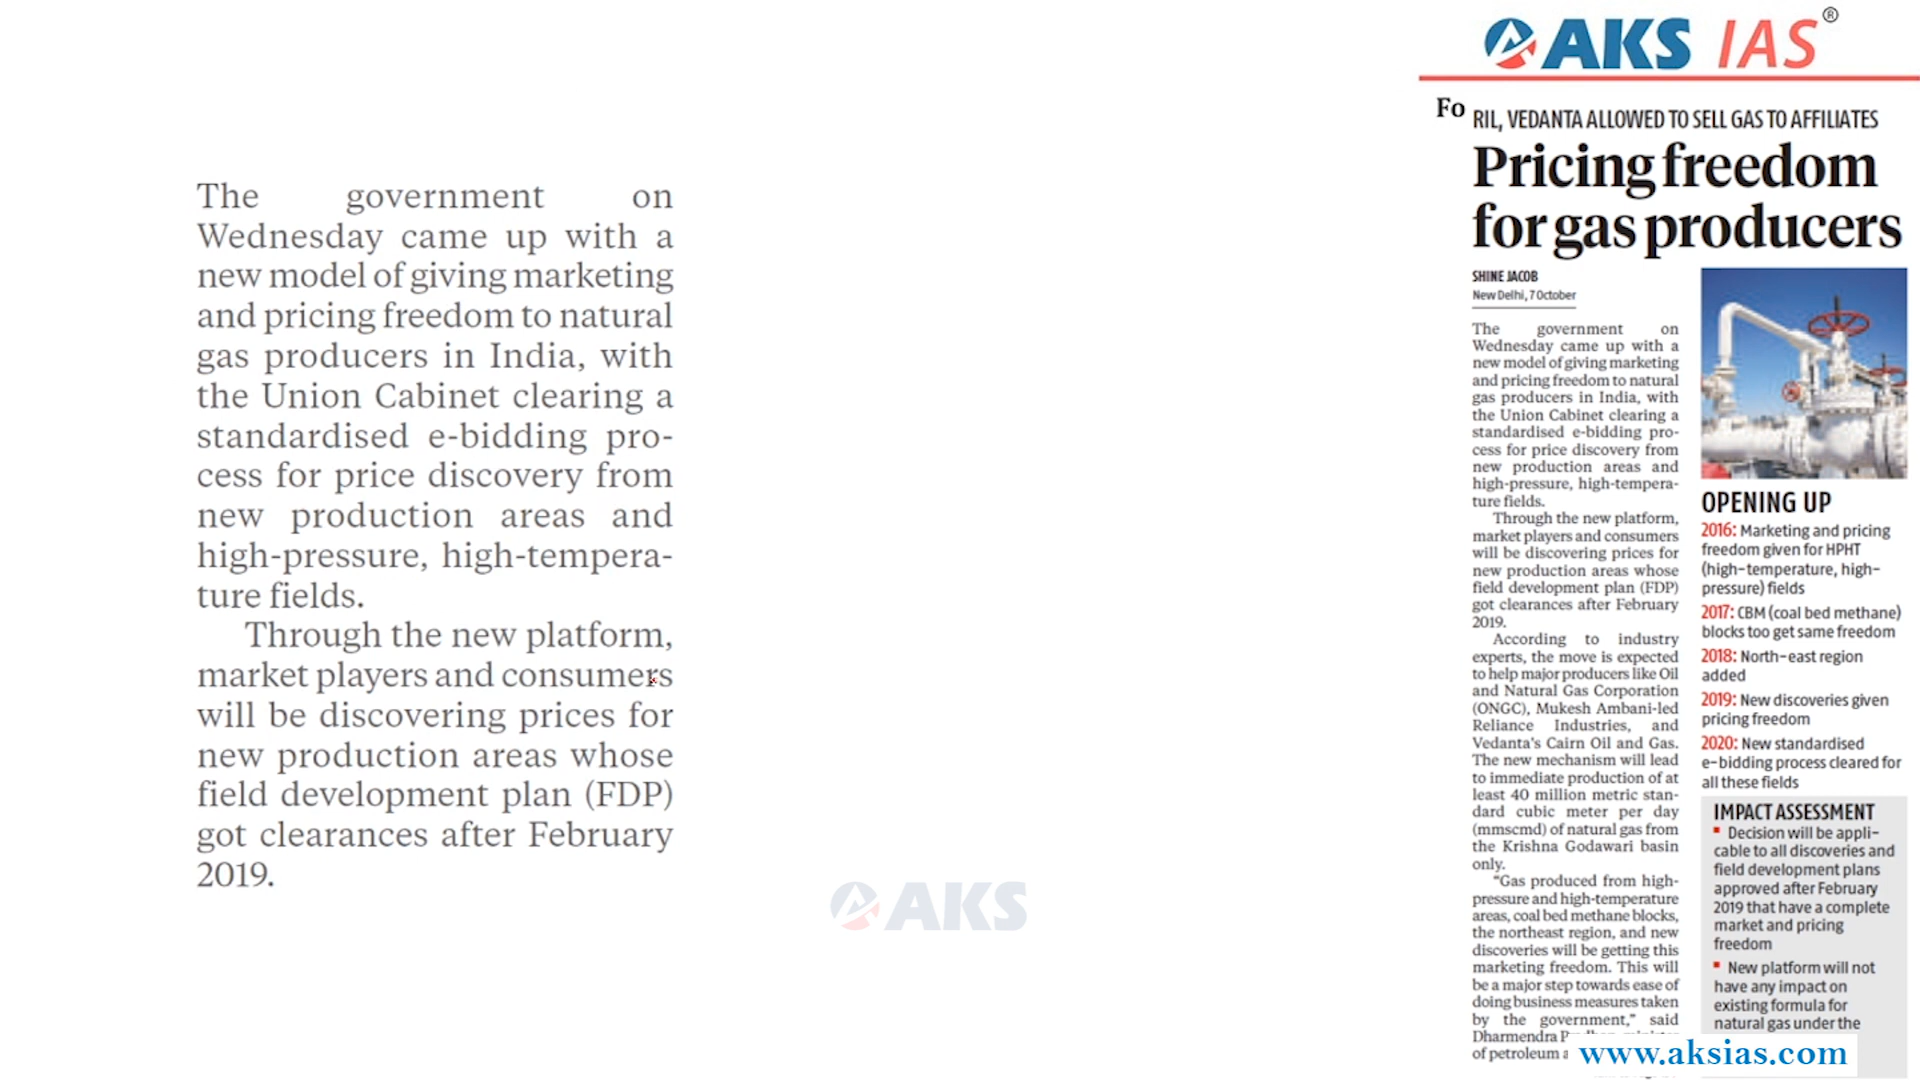 The government on
Wednesday came up with a
new model of giving marketing
and pricing freedom to natural
gas producers in India, with
the Union Cabinet clearing a
standardised e-bidding pro-
cess for price discovery from
new production areas and
high-pressure, high-tempera-
ture fields.
Through the new platform,
market players and consumers
will be discovering prices for
new production areas whose
field development plan (FDP)
got clearances after February
2019.
AKS
AKS IAS®
Fo
RIL, VEDANTA ALLOWED TO SELL GAS TO AFFILIATES
Pricing freedom
for gas producers
SHINE JACOB
New Delhi, 7 October
The government on
Wednesday came up with a
new model of giving marketing
and pricing freedom to natural
gas producers in India, with
the Union Cabinet clearing a
standardised e-bidding pro-
cess for price discovery from
new production areas and
high-pressure, high-tempera-
ture fields.
Through the new platform,
market players and consumers
will be discovering prices for
new production areas whose
field development plan (FDP)
got clearances after February
2019.
According to industry
experts, the move is expected
to help major producers like Oil
and Natural Gas Corporation
(ONGC), Mukesh Ambani-led
Reliance Industries, and
Vedanta's Cairn Oil and Gas.
The new mechanism will lead
to immediate production of at
least 40 million metric stan-
dard cubic meter per day
(mmscmd) of natural gas from
the Krishna Godawari basin
only.
"Gas produced from high-
pressure and high-temperature
areas, coal bed methane blocks,
the northeast region, and new
discoveries will be getting this
marketing freedom. This will
be a major step towards ease of
doing business measures taken
by the government," said
Dharmendra
of petroleum
OPENING UP
2016: Marketing and pricing
freedom given for HPHT
(high-temperature, high-
pressure) fields
2017: CBM (coal bed methane)
blocks too get same freedom
2018: North-east region
added
2019: New discoveries given
pricing freedom
2020: New standardised
e-bidding process cleared for
all these fields
IMPACT ASSESSMENT
▪ Decision will be appli-
cable to all discoveries and
field development plans
approved after February
2019 that have a complete
market and pricing
freedom
▪ New platform will not
have any impact on
existing formula for
natural gas under the
www.aksias.com